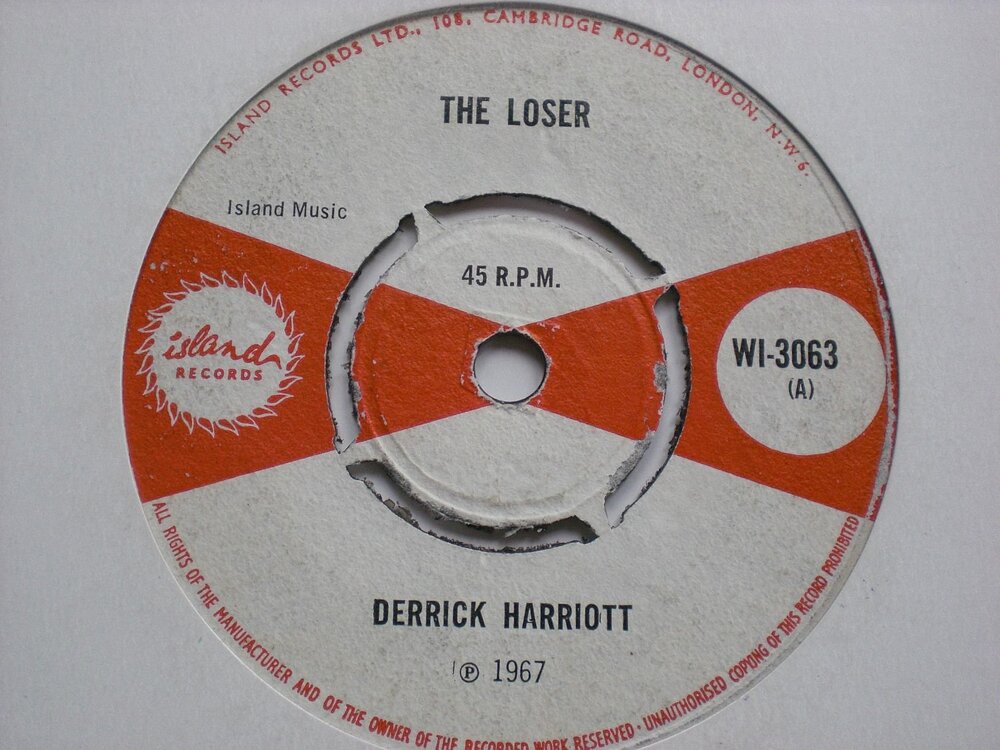 ISLAND RECORDS LTD., 108, CAMBRIDGE ROAD, LONDON, N.W.6.
THE LOSER
Island Music
45 R.P.M.
island
RECORDS
WI-3063
(A)
DERRICK HARRIOTT
℗ 1967
ALL RIGHTS OF THE MANUFACTURER AND OF THE OWNER OF THE RECORDED WORK RESERVED · UNAUTHORISED COPYING OF THIS RECORD PROHIBITED